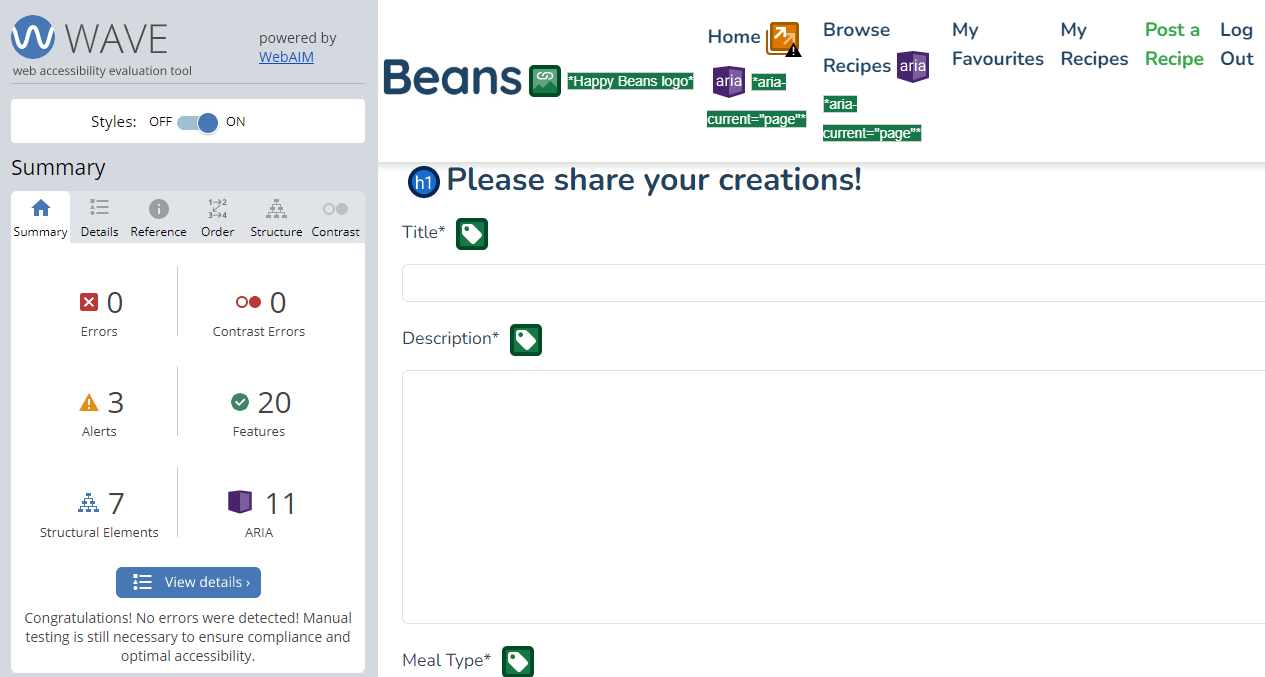 WAVE
web accessibility evaluation tool
powered by
WebAIM
Styles: OFF ON
Summary
Summary Details Reference Order Structure Contrast
0
Errors
0
Contrast Errors
3
Alerts
20
Features
7
Structural Elements
11
ARIA
View details ›
Congratulations! No errors were detected! Manual
testing is still necessary to ensure compliance and
optimal accessibility.
Beans *Happy Beans logo*
Home
aria *aria-
current="page"*
Browse
Recipes aria
*aria-
current="page"*
My
Favourites
My
Recipes
Post a
Recipe
Log
Out
h1 Please share your creations!
Title*
Description*
Meal Type*